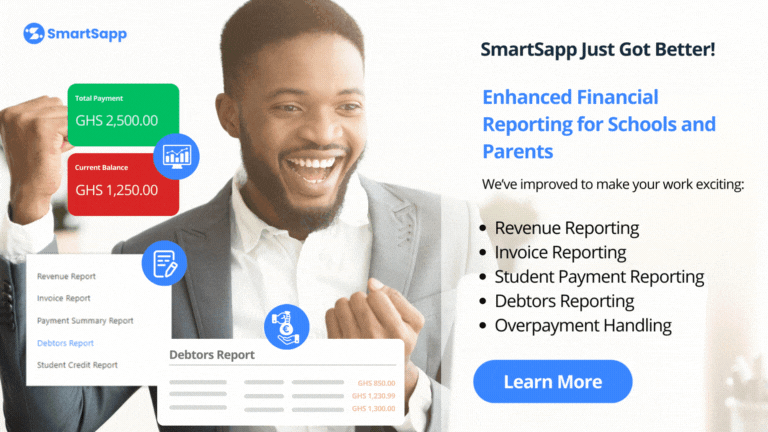 SmartSapp
SmartSapp Just Got Better!
Enhanced Financial
Reporting for Schools and
Parents
We've improved to make your work exciting:
Revenue Reporting
Invoice Reporting
Student Payment Reporting
Debtors Reporting
Overpayment Handling
Learn More
Total Payment
GHS 2,500.00
Current Balance
GHS 1,250.00
Revenue Report
Invoice Report
Payment Summary Report
Debtors Report
Student Credit Report
Debtors Report
GHS 850.00
GHS 1,230.99
GHS 1,300.00